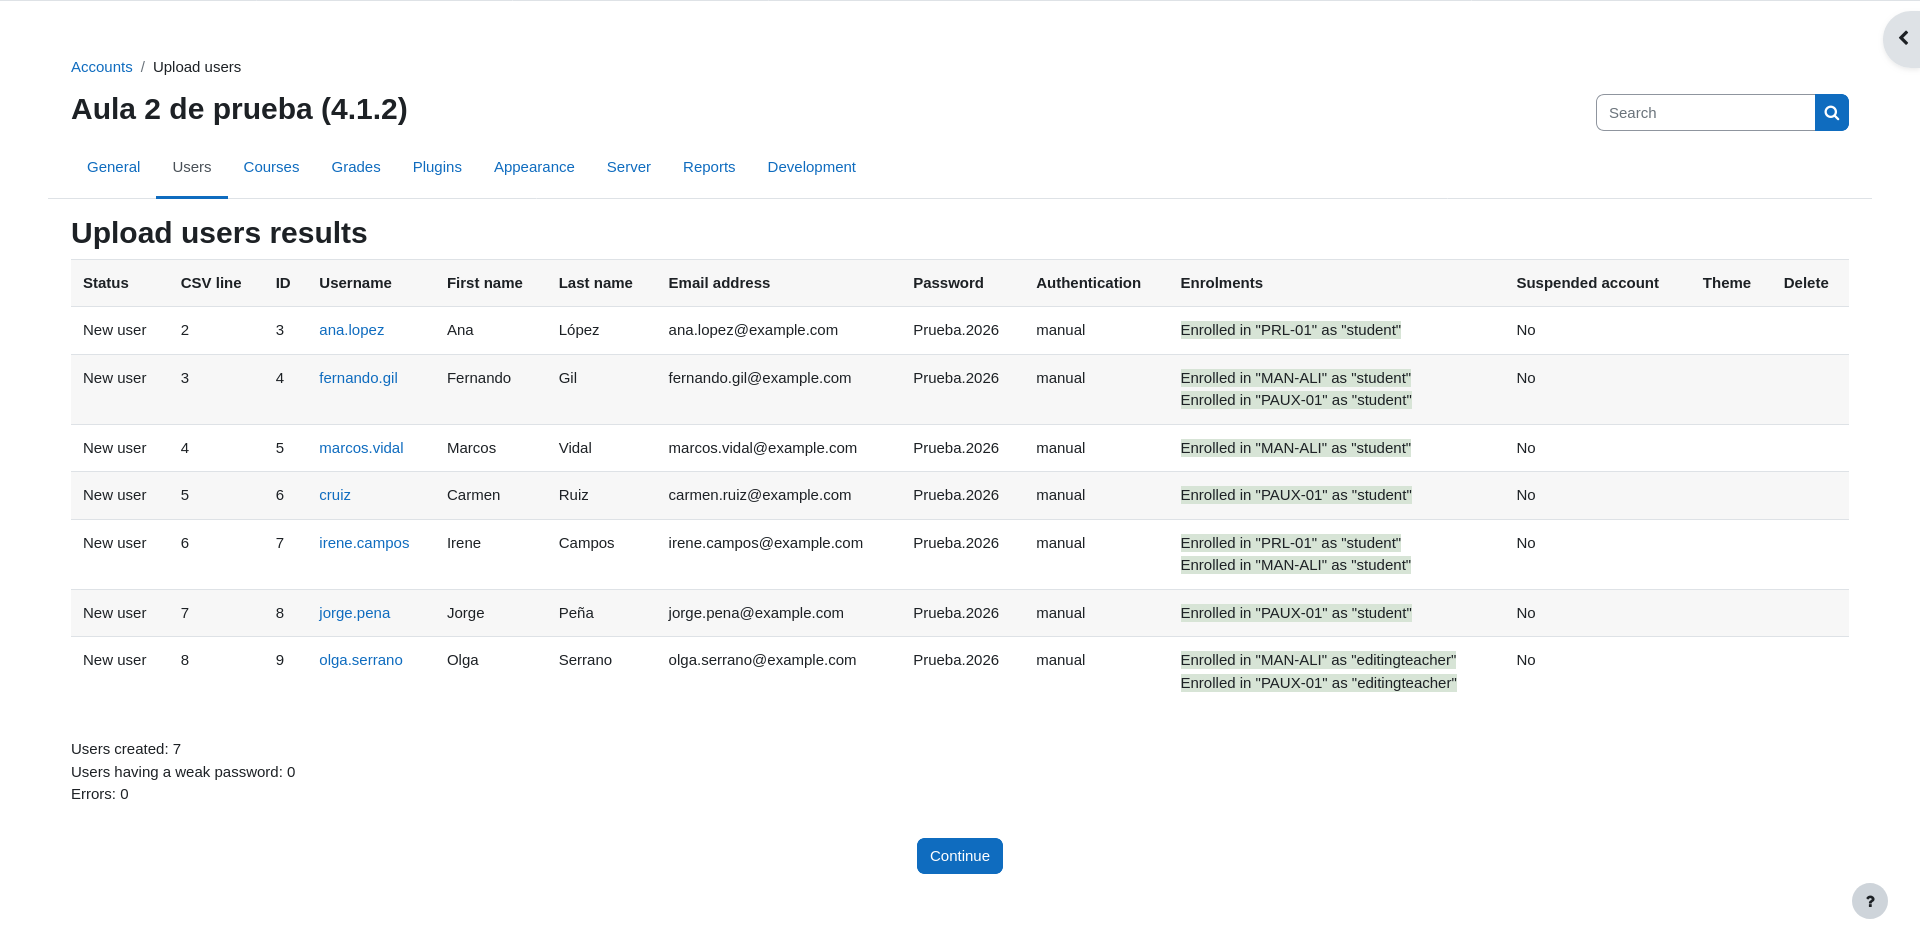 Accounts / Upload users
Aula 2 de prueba (4.1.2)
Search
General Users Courses Grades Plugins Appearance Server Reports Development
Upload users results
Status CSV line ID Username First name Last name Email address Password Authentication Enrolments Suspended account Theme Delete
New user 2 3 ana.lopez Ana López ana.lopez@example.com Prueba.2026 manual Enrolled in "PRL-01" as "student" No
New user 3 4 fernando.gil Fernando Gil fernando.gil@example.com Prueba.2026 manual Enrolled in "MAN-ALI" as "student" No
Enrolled in "PAUX-01" as "student"
New user 4 5 marcos.vidal Marcos Vidal marcos.vidal@example.com Prueba.2026 manual Enrolled in "MAN-ALI" as "student" No
New user 5 6 cruiz Carmen Ruiz carmen.ruiz@example.com Prueba.2026 manual Enrolled in "PAUX-01" as "student" No
New user 6 7 irene.campos Irene Campos irene.campos@example.com Prueba.2026 manual Enrolled in "PRL-01" as "student" No
Enrolled in "MAN-ALI" as "student"
New user 7 8 jorge.pena Jorge Peña jorge.pena@example.com Prueba.2026 manual Enrolled in "PAUX-01" as "student" No
New user 8 9 olga.serrano Olga Serrano olga.serrano@example.com Prueba.2026 manual Enrolled in "MAN-ALI" as "editingteacher" No
Enrolled in "PAUX-01" as "editingteacher"
Users created: 7
Users having a weak password: 0
Errors: 0
Continue
?